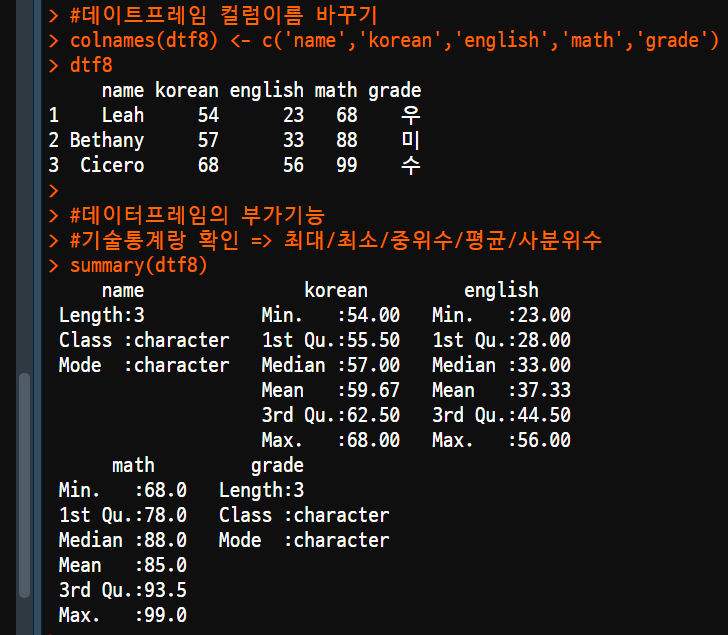 > #데이트프레임 컬럼이름 바꾸기
> colnames(dtf8) <- c('name','korean','english','math','grade')
> dtf8
     name korean english math grade
1    Leah     54      23   68    우
2 Bethany     57      33   88    미
3  Cicero     68      56   99    수
>
> #데이터프레임의 부가기능
> #기술통계랑 확인 => 최대/최소/중위수/평균/사분위수
> summary(dtf8)
     name               korean         english
 Length:3           Min.   :54.00   Min.   :23.00
 Class :character   1st Qu.:55.50   1st Qu.:28.00
 Mode  :character   Median :57.00   Median :33.00
                    Mean   :59.67   Mean   :37.33
                    3rd Qu.:62.50   3rd Qu.:44.50
                    Max.   :68.00   Max.   :56.00
      math         grade
 Min.   :68.0   Length:3
 1st Qu.:78.0   Class :character
 Median :88.0   Mode  :character
 Mean   :85.0
 3rd Qu.:93.5
 Max.   :99.0